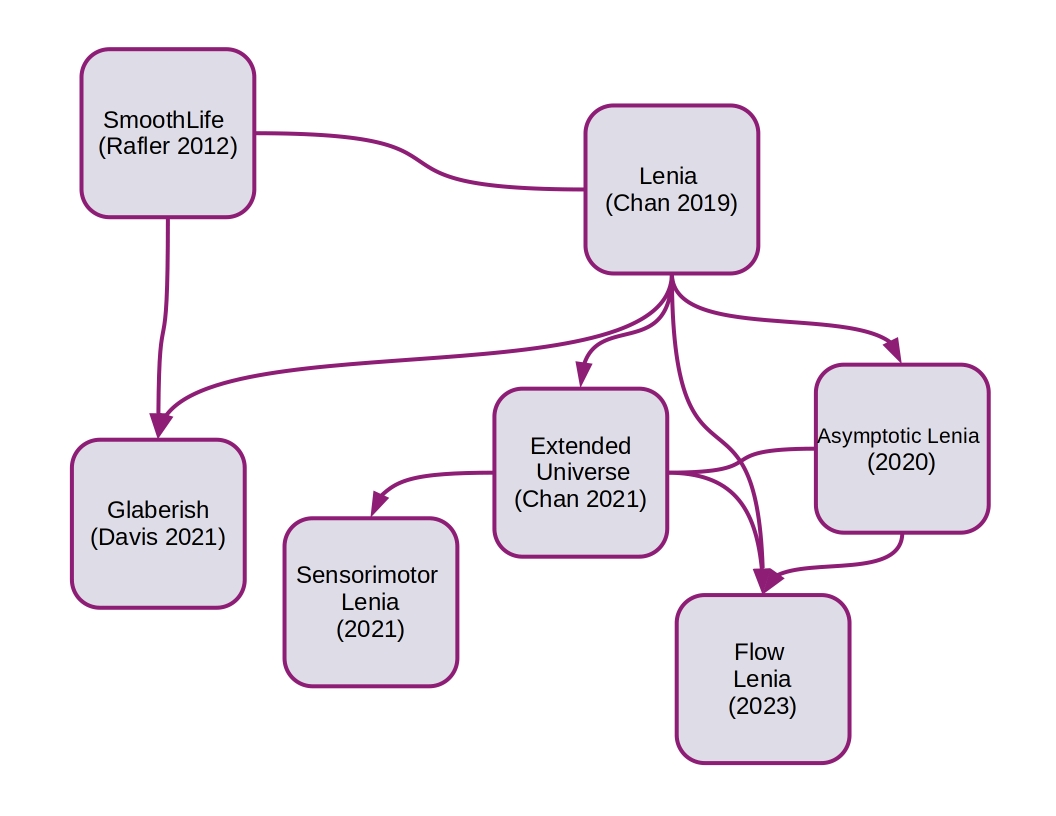 SmoothLife
(Rafler 2012)
Lenia
(Chan 2019)
Asymptotic Lenia
(2020)
Extended
Universe
(Chan 2021)
Glaberish
(Davis 2021)
Sensorimotor
Lenia
(2021)
Flow
Lenia
(2023)